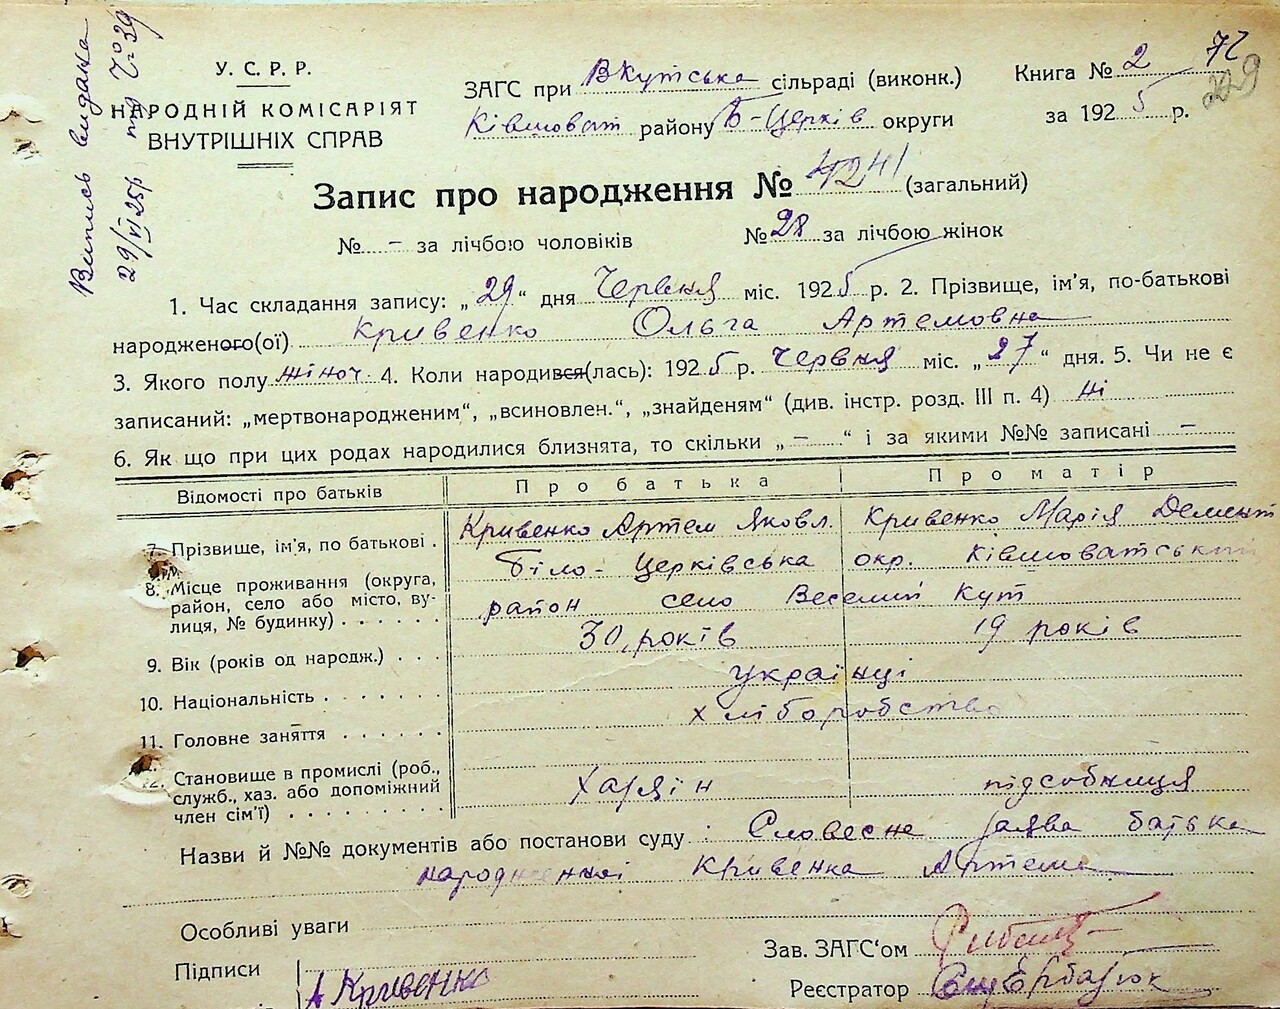 Випись видана
29/VI 25р під Ч° 39
У. С. Р. Р.
НАРОДНІЙ КОМІСАРІЯТ
ВНУТРІШНІХ СПРАВ
ЗАГС при Вкутська сільраді (виконк.)
Ківшоват району Б-Церків округи
Книга № 2 72
229
за 1925 р.
Запис про народження № (загальний)
№ – за лічбою чоловіків №28 за лічбою жінок
1. Час складання запису: „29“ дня Червня міс. 1925 р. 2. Прізвище, ім’я, по-батькові
народженого(ої) Кривенко Ольга Артемовна
3. Якого полу жіноч. 4. Коли народився(лась): 1925 р. Червня міс. „27“ дня. 5. Чи не є
записаний: „мертвонародженим“, „всиновлен.“, „знайденям“ (див. інстр. розд. III п. 4) ні
6. Як що при цих родах народилися близнята, то скільки „–“ і за якими №№ записані –
Відомості про батьків Про батька Про матір
7. Прізвище, ім’я, по батькові . Кривенко Артем Яковл. Кривенко Марія Демент
8. Місце проживання (округа, Біло-Церківська окр. Ківшоватський
район, село або місто, ву-
лиця, № будинку) . . . . . . район село Веселий Кут
9. Вік (років од народж.) . . . 30 років 19 років
10. Національність . . . . . . . українці
11. Головне заняття . . . . . . хліборобство
12. Становище в промислі (роб.,
служб., хаз. або допоміжний
член сім’ї) . . . . . . . . . хазяїн підсобниця
Назви й №№ документів або постанови суду : Словесне заява батька
народженної Кривенка Артема
Особливі уваги
Зав. ЗАГС‘ом
Підписи А Кривенко
Реєстратор Щербатюк